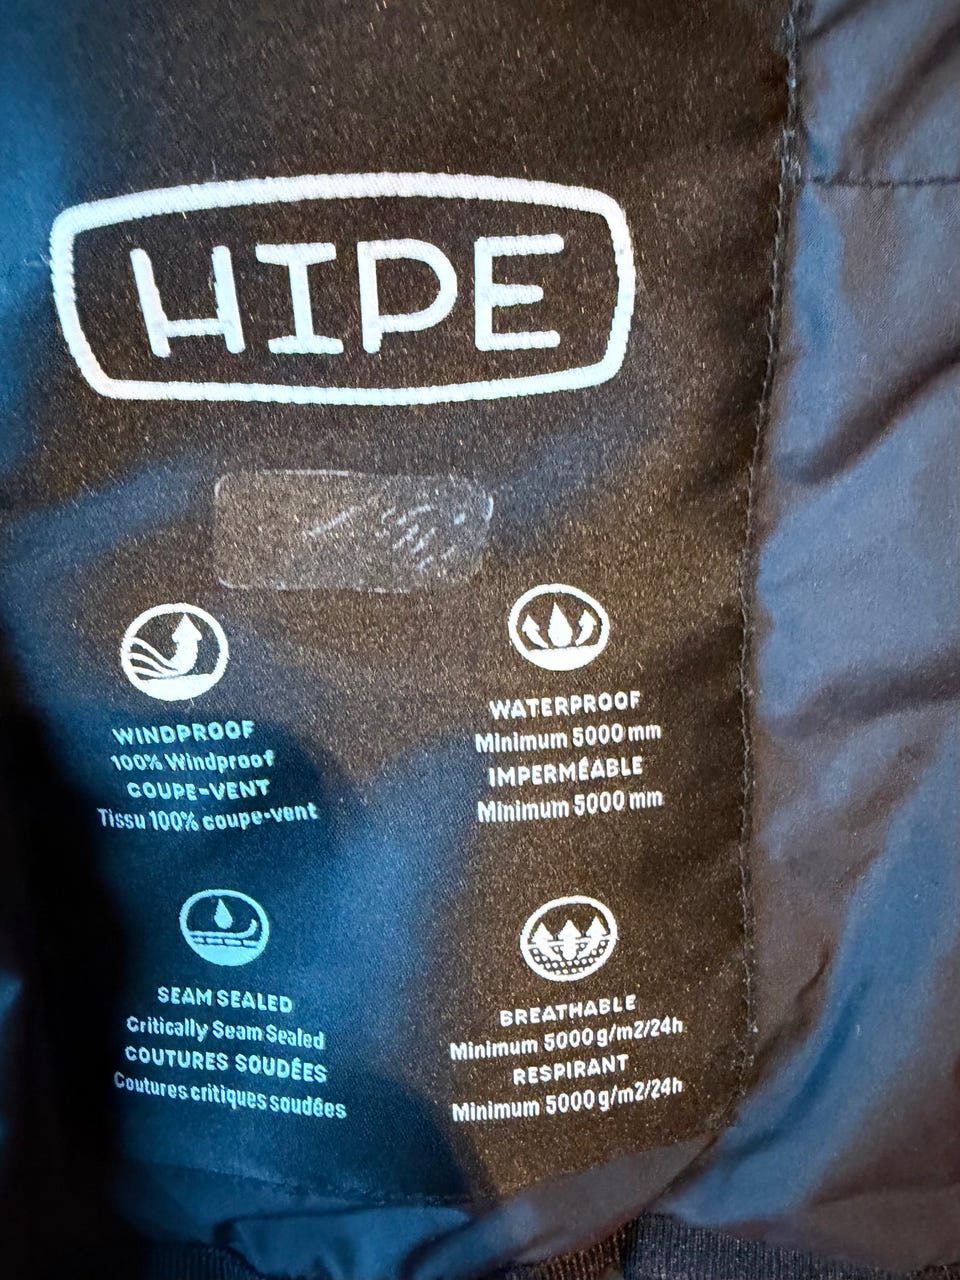 HIPE
WINDPROOF
100% Windproof
COUPE-VENT
Tissu 100% coupe-vent
WATERPROOF
Minimum 5000 mm
IMPERMÉABLE
Minimum 5000 mm
SEAM SEALED
Critically Seam Sealed
COUTURES SOUDÉES
Coutures critiques soudées
BREATHABLE
Minimum 5000 g/m2/24h
RESPIRANT
Minimum 5000 g/m2/24h